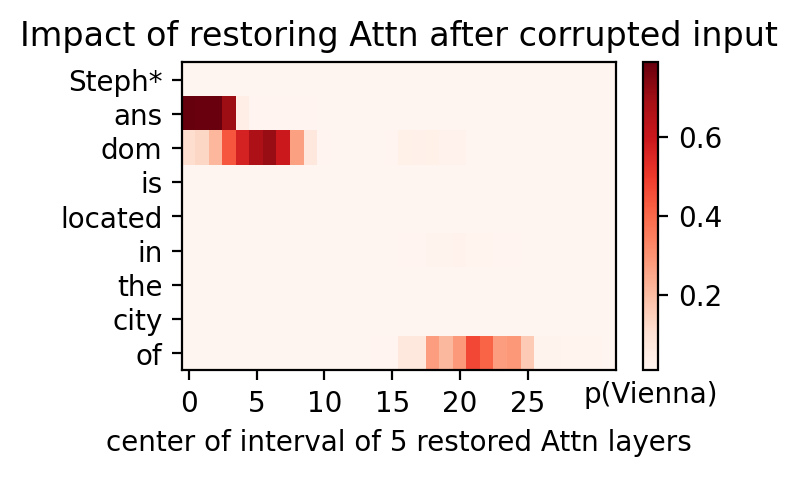 Impact of restoring Attn after corrupted input
Steph*
ans
dom
is
located
in
the
city
of
0 5 10 15 20 25
0.6
0.4
0.2
p(Vienna)
center of interval of 5 restored Attn layers